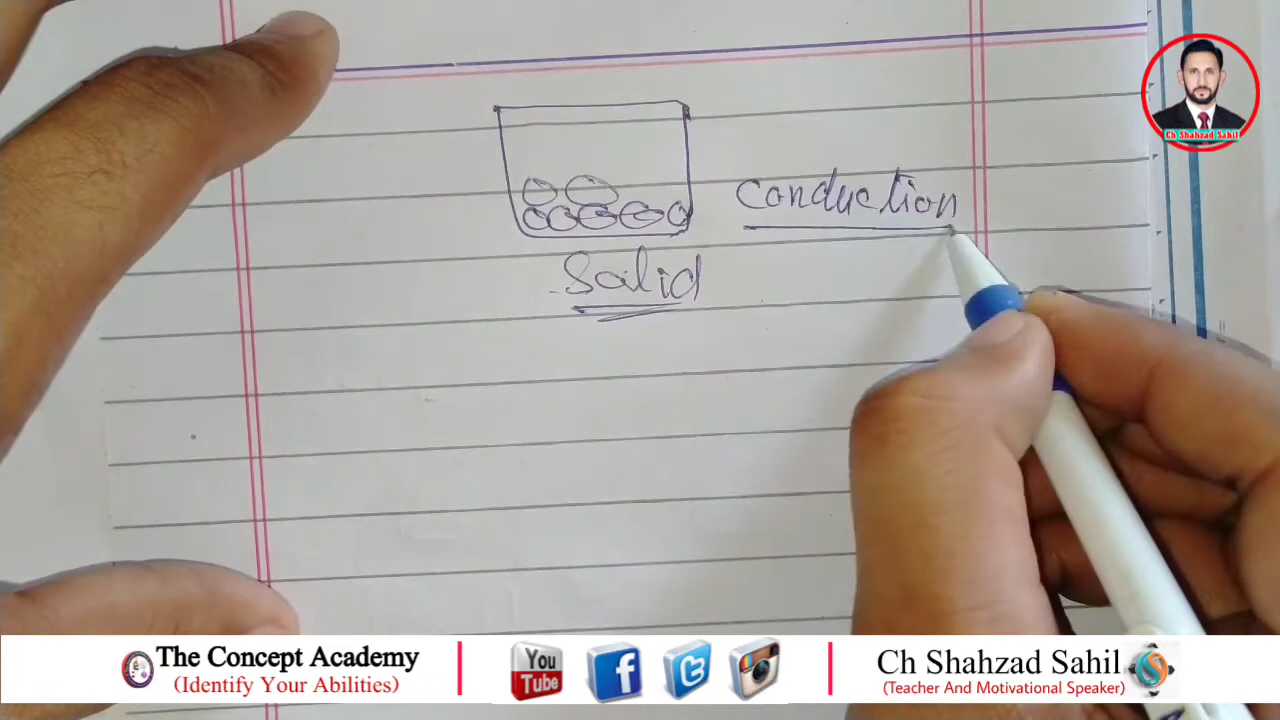 Ch Shahzad Sahil
conduction
Salid
The Concept Academy
(Identify Your Abilities)
You
Tube
Ch Shahzad Sahil
(Teacher And Motivational Speaker)